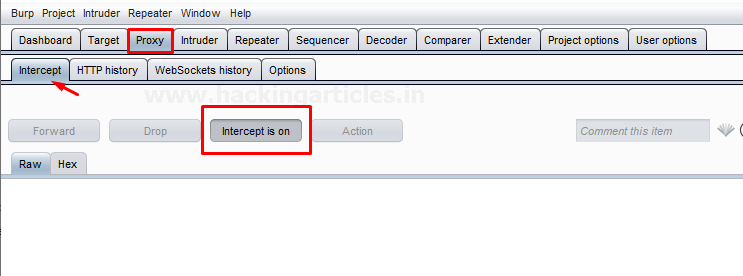 Burp Project Intruder Repeater Window Help
Dashboard Target Proxy Intruder Repeater Sequencer Decoder Comparer Extender Project options User options
Intercept HTTP history WebSockets history Options
www.hackingarticles.in
Forward Drop Intercept is on Action Comment this item
Raw Hex